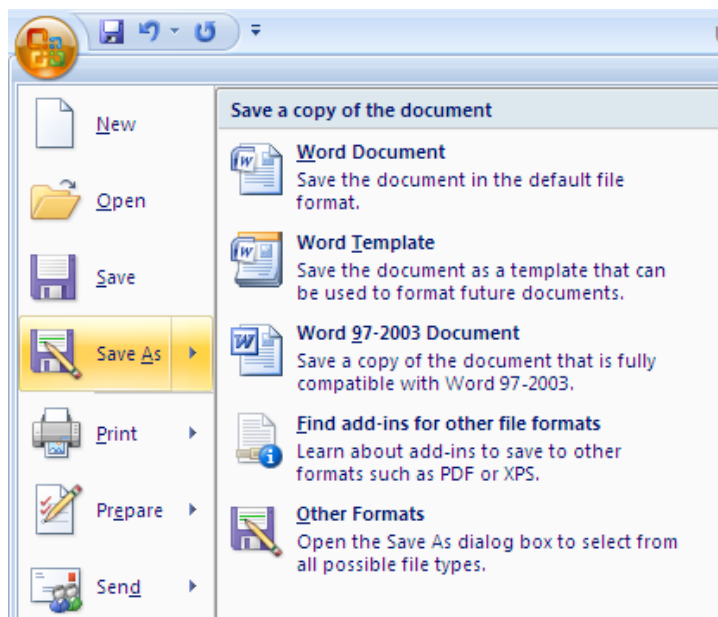 New
Open
Save
Save As
Print
Prepare
Send
Save a copy of the document
Word Document
Save the document in the default file
format.
Word Template
Save the document as a template that can
be used to format future documents.
Word 97-2003 Document
Save a copy of the document that is fully
compatible with Word 97-2003.
Find add-ins for other file formats
Learn about add-ins to save to other
formats such as PDF or XPS.
Other Formats
Open the Save As dialog box to select from
all possible file types.